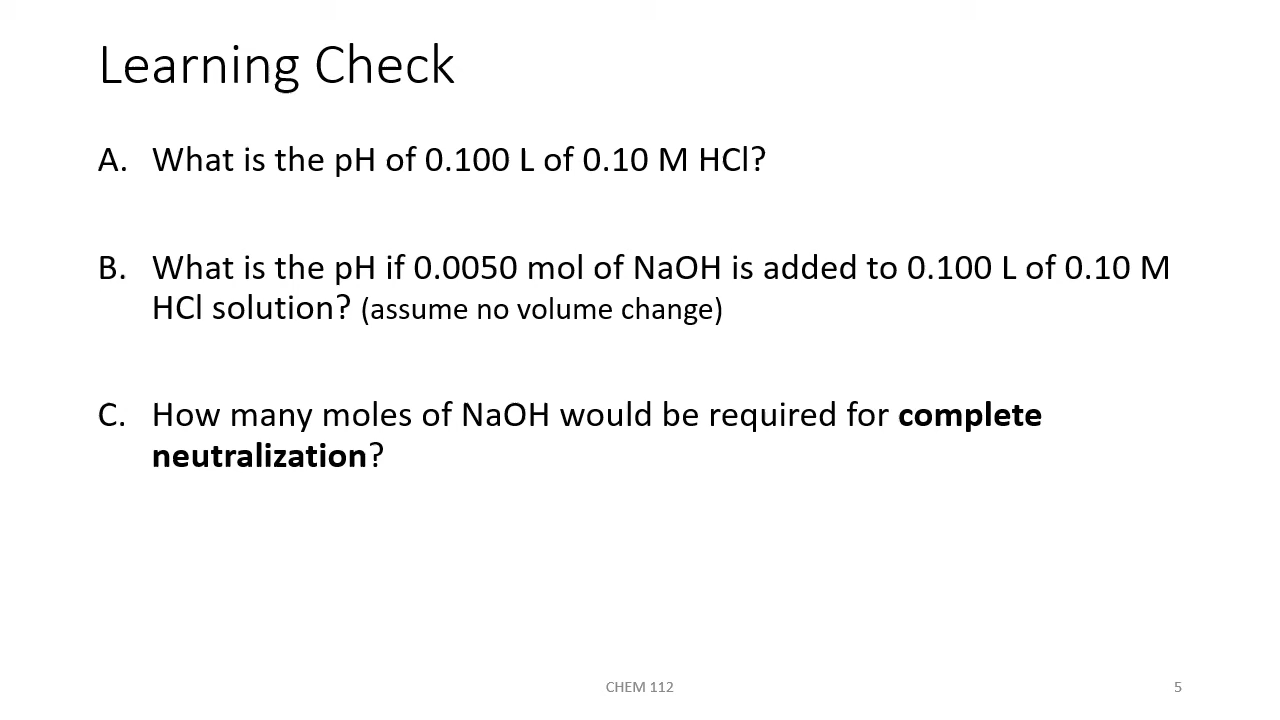 Learning Check
A. What is the pH of 0.100 L of 0.10 M HCl?
B. What is the pH if 0.0050 mol of NaOH is added to 0.100 L of 0.10 M
HCl solution? (assume no volume change)
C. How many moles of NaOH would be required for complete
neutralization?
CHEM 112
5